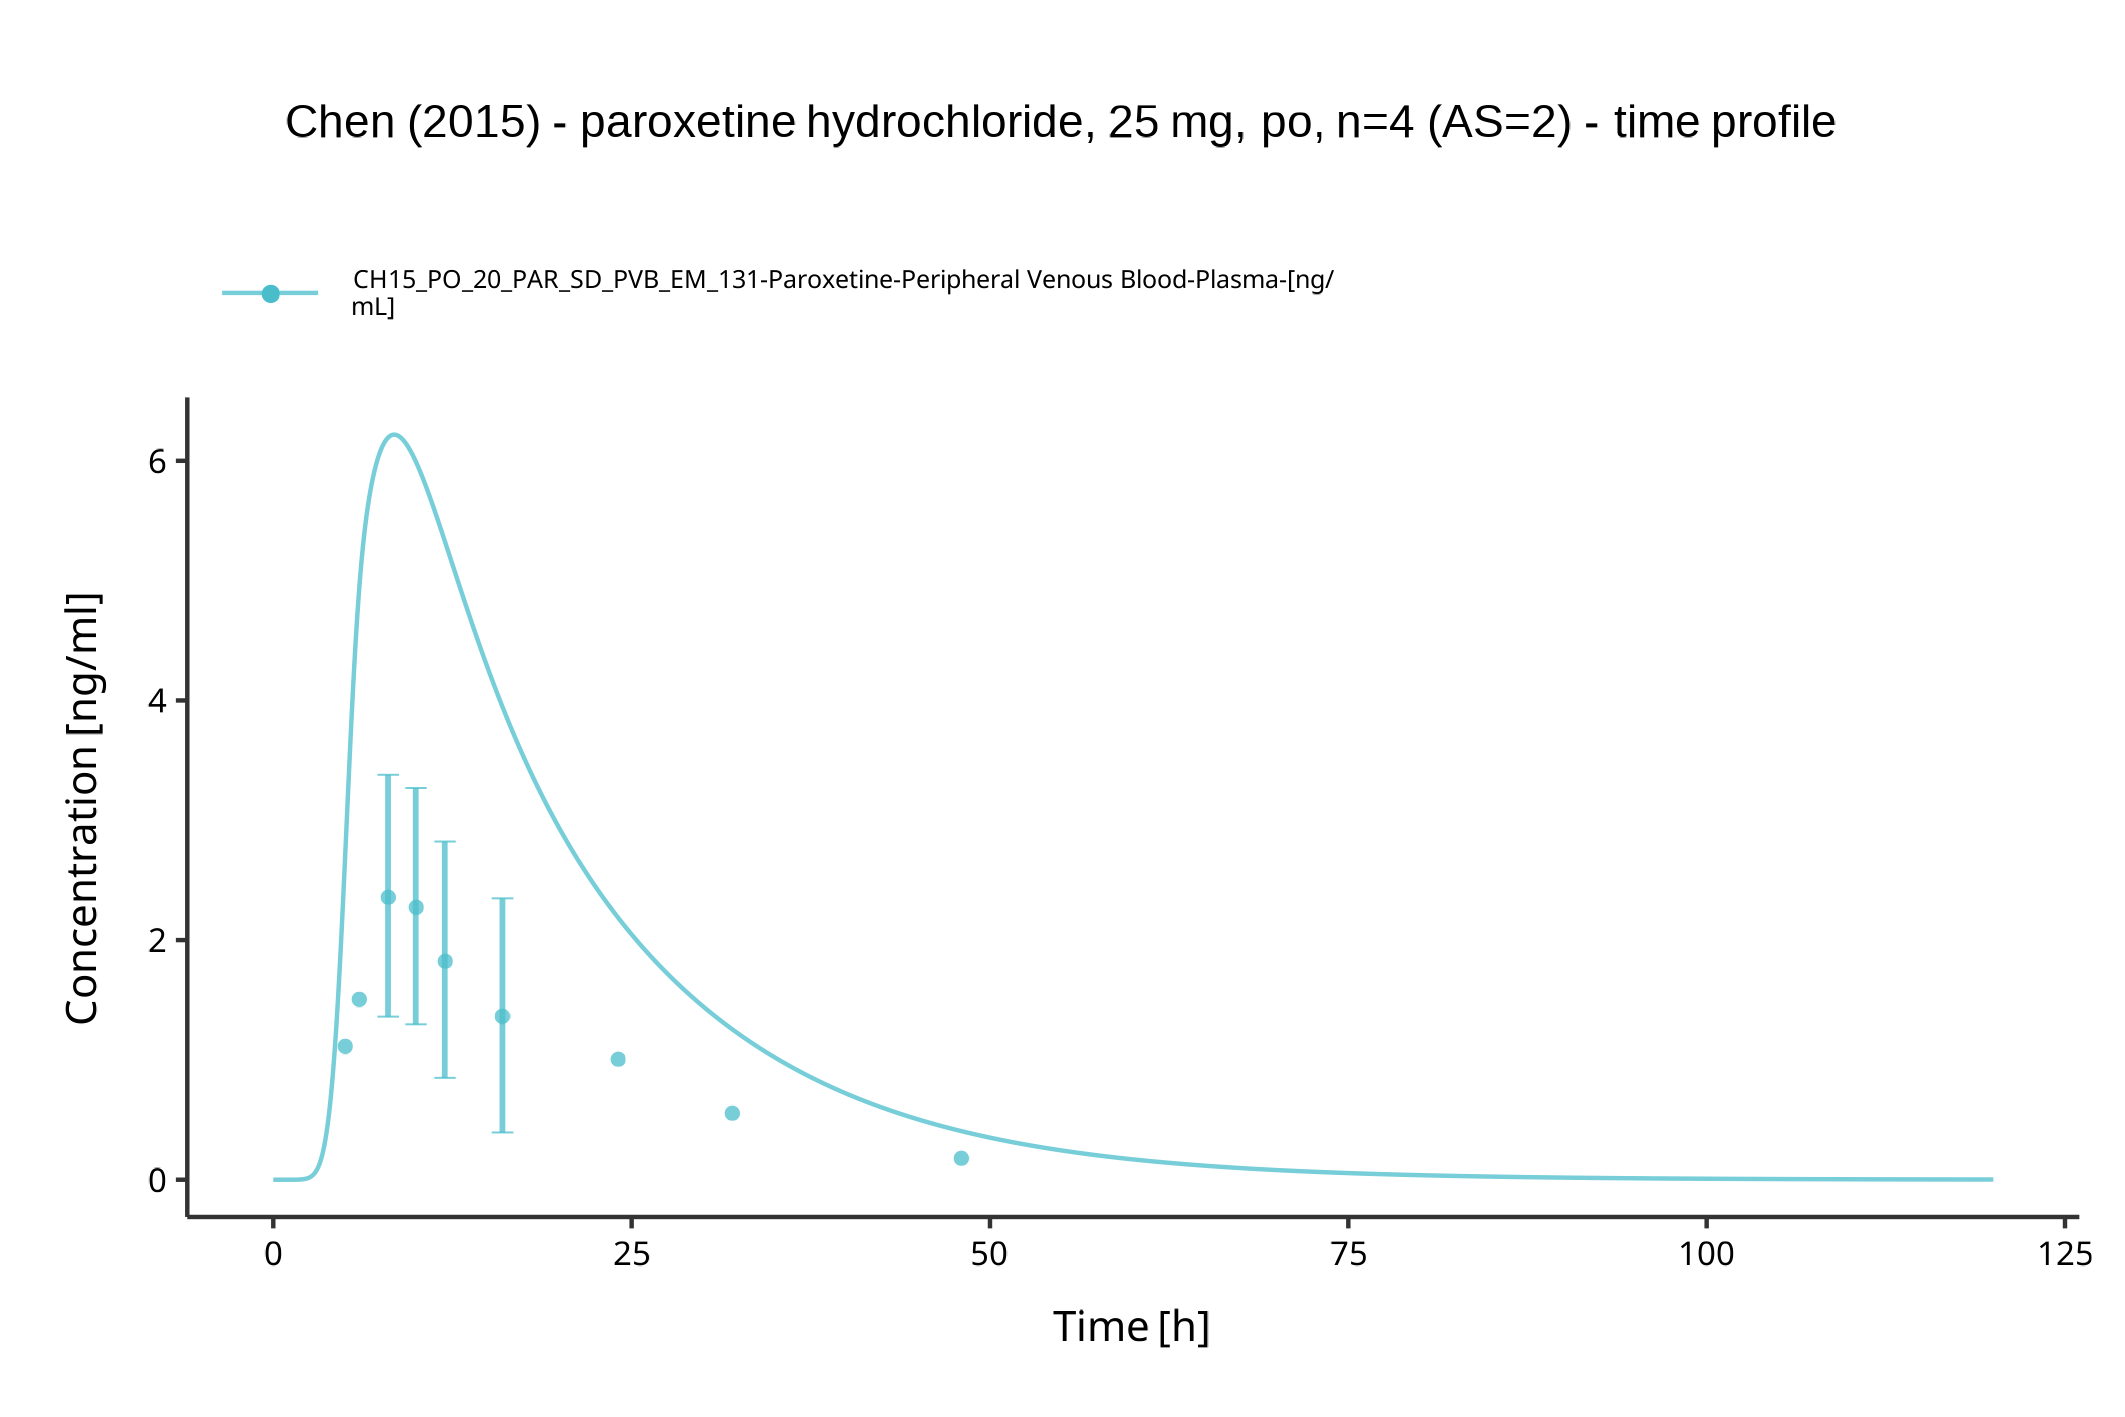 Chen (2015) - paroxetine hydrochloride, 25 mg, po, n=4 (AS=2) - time profile
CH15_PO_20_PAR_SD_PVB_EM_131-Paroxetine-Peripheral Venous Blood-Plasma-[ng/
mL]
Concentration [ng/ml]
6
4
2
0
0 25 50 75 100 125
Time [h]